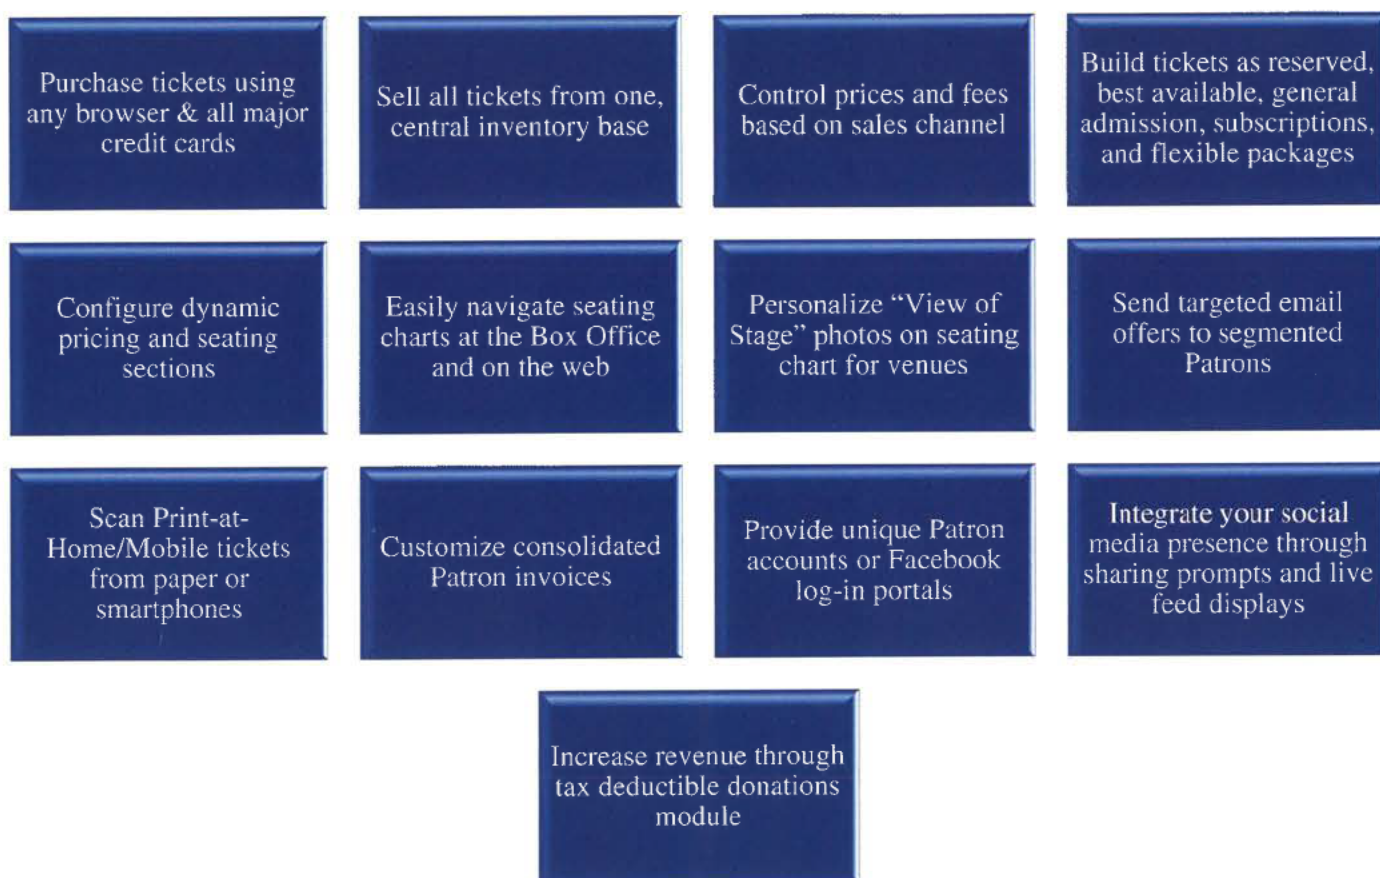 Purchase tickets using
any browser & all major
credit cards
Sell all tickets from one,
central inventory base
Control prices and fees
based on sales channel
Build tickets as reserved,
best available, general
admission, subscriptions,
and flexible packages
Configure dynamic
pricing and seating
sections
Easily navigate seating
charts at the Box Office
and on the web
Personalize “View of
Stage” photos on seating
chart for venues
Send targeted email
offers to segmented
Patrons
Scan Print-at-
Home/Mobile tickets
from paper or
smartphones
Customize consolidated
Patron invoices
Provide unique Patron
accounts or Facebook
log-in portals
Integrate your social
media presence through
sharing prompts and live
feed displays
Increase revenue through
tax deductible donations
module